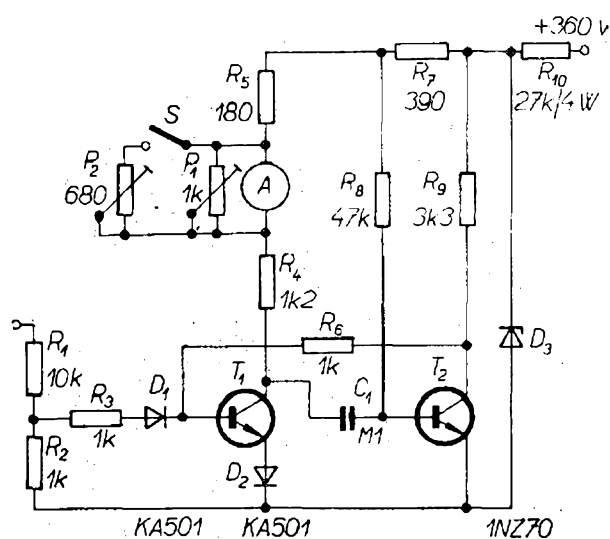 +360 V
R5
180
R7
390
R10
27k/4W
S
P2
680
P1
1k
A
R8
47k
R9
3k3
R4
1k2
R1
10k
R6
1k
R3
1k
D1
T1
C1
M1
T2
D3
R2
1k
D2
KA501
KA501
1NZ70